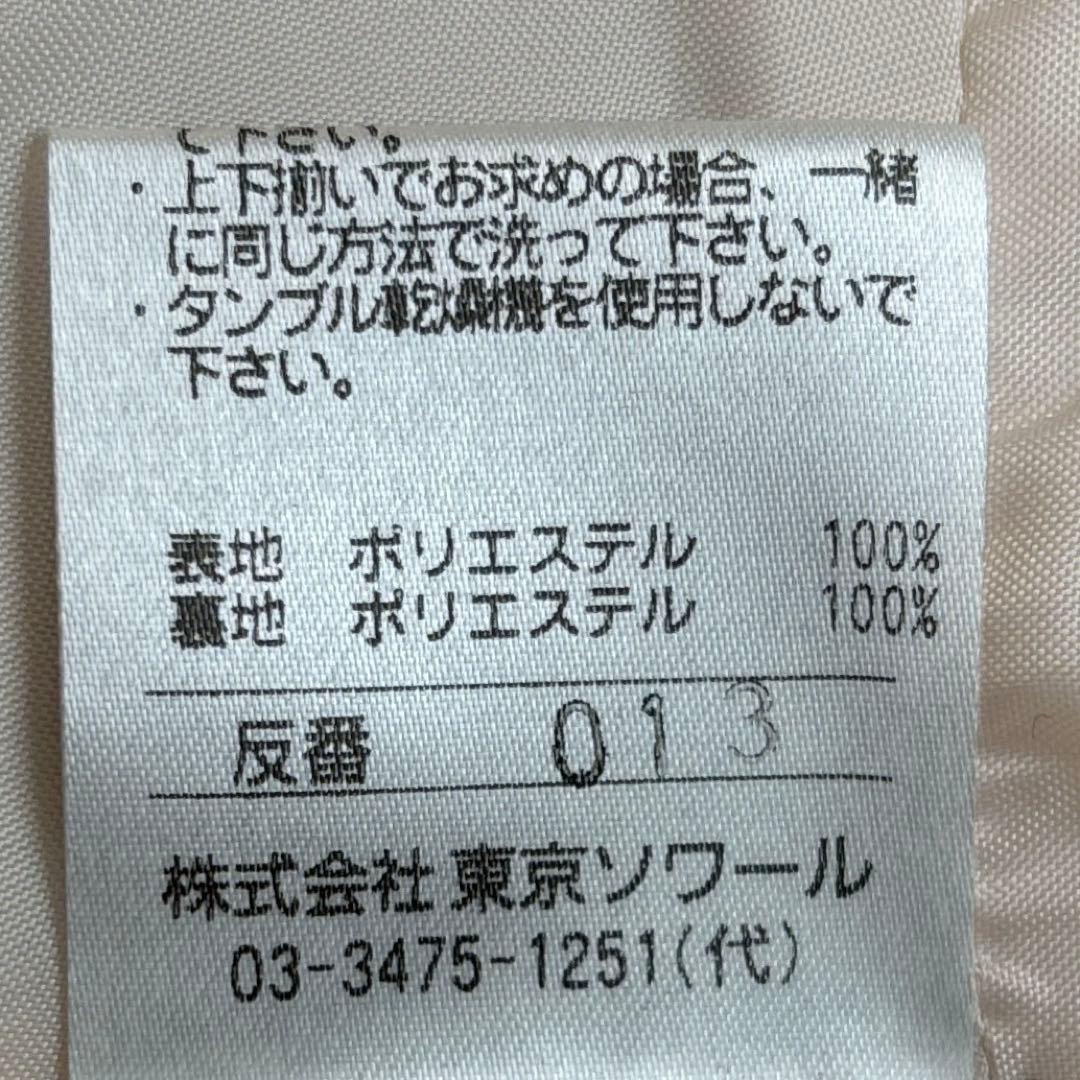 て下さい。
・上下揃いでお求めの場合、一緒
に同じ方法で洗って下さい。
・タンブル乾燥機を使用しないで
下さい。
表地 ポリエステル 100%
裏地 ポリエステル 100%
反番 013
株式会社 東京ソワール
03-3475-1251(代)